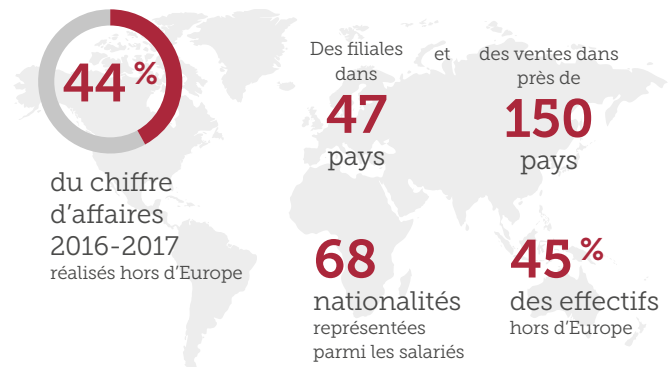 44 %
du chiffre
d’affaires
2016-2017
réalisés hors d’Europe
Des filiales
dans
47
pays
et
des ventes dans
près de
150
pays
68
nationalités
représentées
parmi les salariés
45 %
des effectifs
hors d’Europe